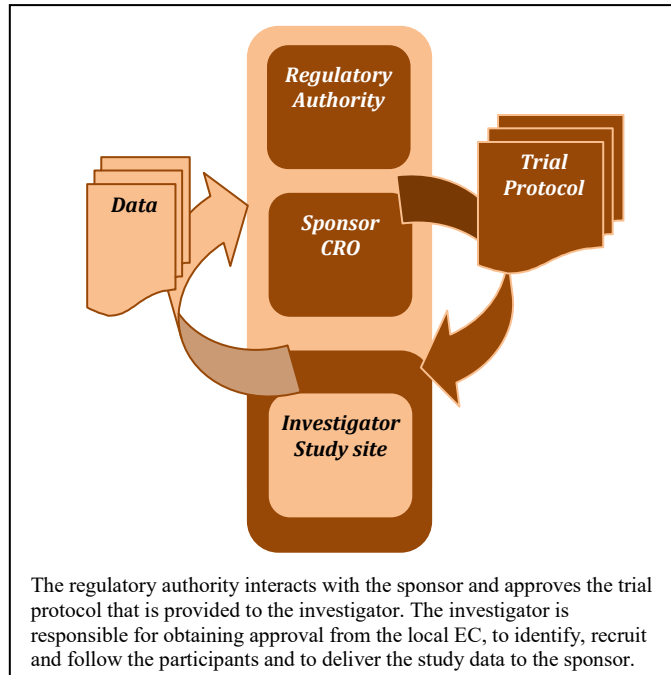 Regulatory
Authority
Trial
Protocol
Data
Sponsor
CRO
Investigator
Study site
The regulatory authority interacts with the sponsor and approves the trial
protocol that is provided to the investigator. The investigator is
responsible for obtaining approval from the local EC, to identify, recruit
and follow the participants and to deliver the study data to the sponsor.